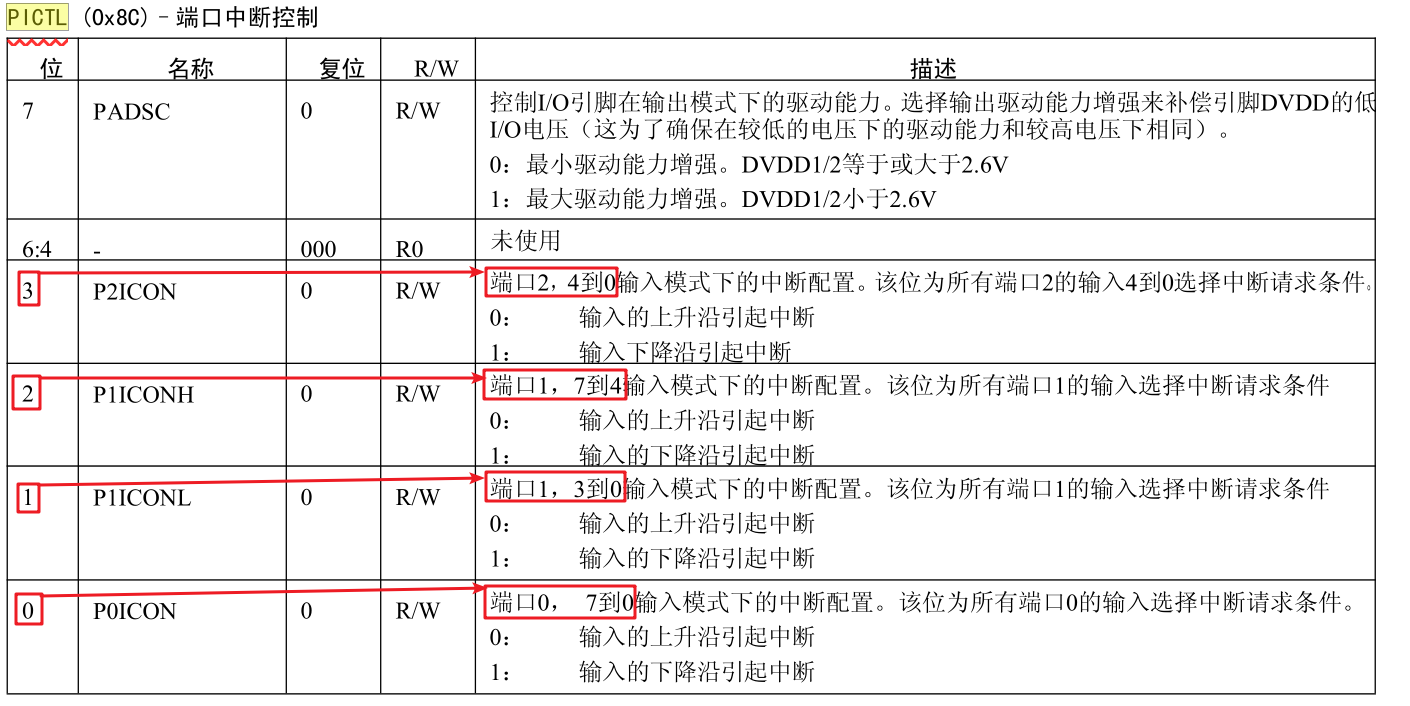 PICTL (0x8C) – 端口中断控制
位 名称 复位 R/W 描述
7 PADSC 0 R/W 控制I/O引脚在输出模式下的驱动能力。选择输出驱动能力增强来补偿引脚DVDD的低
I/O电压（这为了确保在较低的电压下的驱动能力和较高电压下相同）。
0：最小驱动能力增强。DVDD1/2等于或大于2.6V
1：最大驱动能力增强。DVDD1/2小于2.6V
6:4 - 000 R0 未使用
3 P2ICON 0 R/W 端口2，4到0输入模式下的中断配置。该位为所有端口2的输入4到0选择中断请求条件。
0： 输入的上升沿引起中断
1： 输入下降沿引起中断
2 P1ICONH 0 R/W 端口1，7到4输入模式下的中断配置。该位为所有端口1的输入选择中断请求条件
0： 输入的上升沿引起中断
1： 输入的下降沿引起中断
1 P1ICONL 0 R/W 端口1，3到0输入模式下的中断配置。该位为所有端口1的输入选择中断请求条件
0： 输入的上升沿引起中断
1： 输入的下降沿引起中断
0 P0ICON 0 R/W 端口0， 7到0输入模式下的中断配置。该位为所有端口0的输入选择中断请求条件。
0： 输入的上升沿引起中断
1： 输入的下降沿引起中断